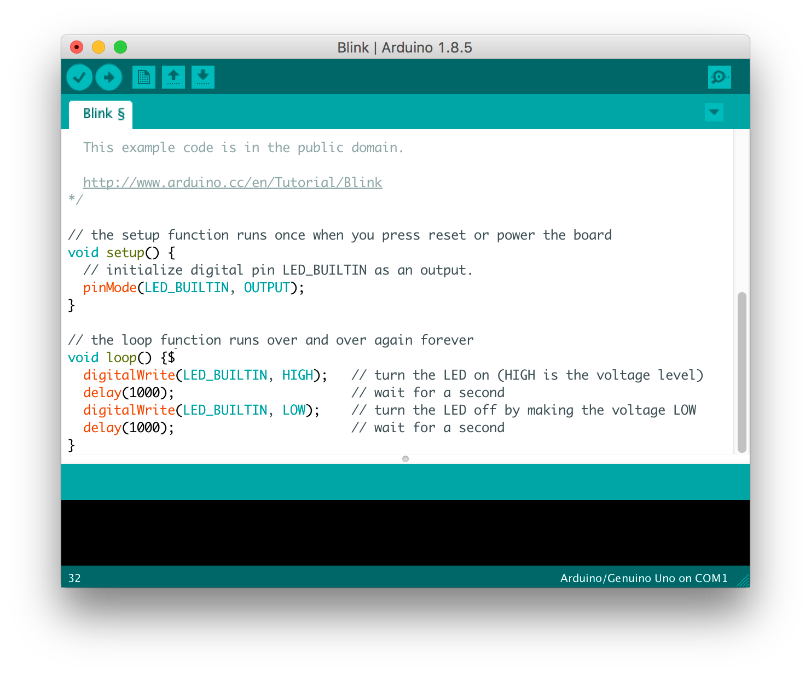 Blink | Arduino 1.8.5
Blink §
This example code is in the public domain.
http://www.arduino.cc/en/Tutorial/Blink
*/
// the setup function runs once when you press reset or power the board
void setup() {
  // initialize digital pin LED_BUILTIN as an output.
  pinMode(LED_BUILTIN, OUTPUT);
}
// the loop function runs over and over again forever
void loop() {$
  digitalWrite(LED_BUILTIN, HIGH);   // turn the LED on (HIGH is the voltage level)
  delay(1000);                       // wait for a second
  digitalWrite(LED_BUILTIN, LOW);    // turn the LED off by making the voltage LOW
  delay(1000);                       // wait for a second
}
32 Arduino/Genuino Uno on COM1